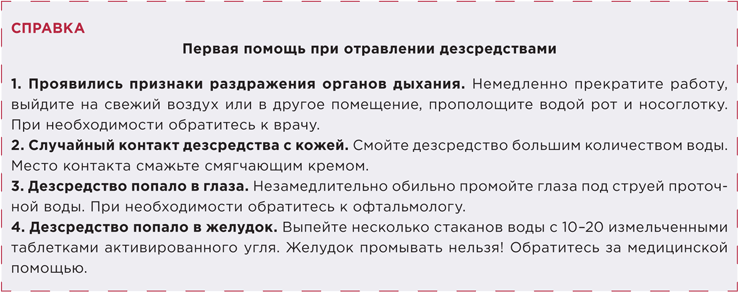 СПРАВКА
Первая помощь при отравлении дезсредствами
1. Проявились признаки раздражения органов дыхания. Немедленно прекратите работу,
выйдите на свежий воздух или в другое помещение, прополощите водой рот и носоглотку.
При необходимости обратитесь к врачу.
2. Случайный контакт дезсредства с кожей. Смойте дезсредство большим количеством воды.
Место контакта смажьте смягчающим кремом.
3. Дезсредство попало в глаза. Незамедлительно обильно промойте глаза под струей проточ-
ной воды. При необходимости обратитесь к офтальмологу.
4. Дезсредство попало в желудок. Выпейте несколько стаканов воды с 10–20 измельченными
таблетками активированного угля. Желудок промывать нельзя! Обратитесь за медицинской
помощью.